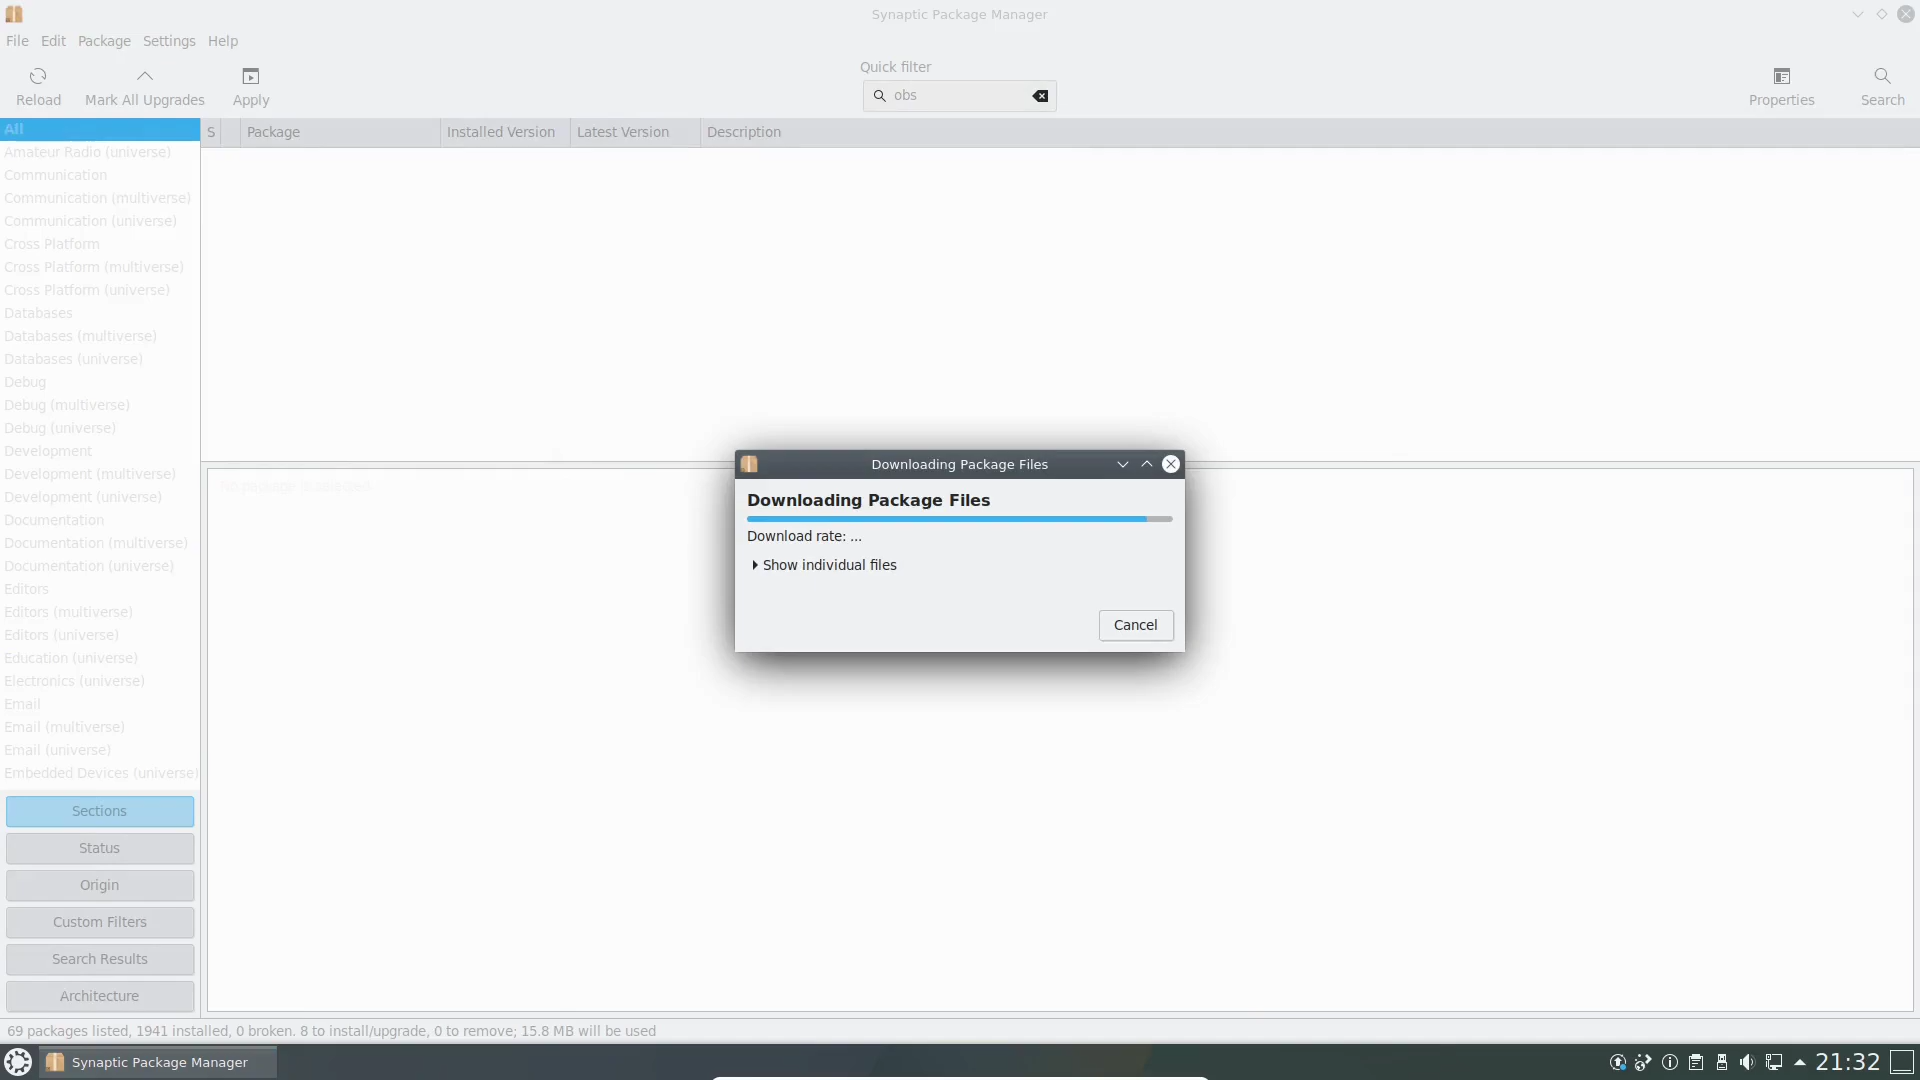 Synaptic Package Manager
File Edit Package Settings Help
Quick filter
Reload Mark All Upgrades Apply obs Properties Search
S Package Installed Version Latest Version Description
All
Amateur Radio (universe)
Communication
Communication (multiverse)
Communication (universe)
Cross Platform
Cross Platform (multiverse)
Cross Platform (universe)
Databases
Databases (multiverse)
Databases (universe)
Debug
Debug (multiverse)
Debug (universe)
Development
Development (multiverse)
Development (universe)
Documentation
Documentation (multiverse)
Documentation (universe)
Editors
Editors (multiverse)
Editors (universe)
Education (universe)
Electronics (universe)
Email
Email (multiverse)
Email (universe)
Embedded Devices (universe)
Sections
Status
Origin
Custom Filters
Search Results
Architecture
No package is selected.
Downloading Package Files
Downloading Package Files
Download rate: ...
Show individual files
Cancel
69 packages listed, 1941 installed, 0 broken. 8 to install/upgrade, 0 to remove; 15.8 MB will be used
Synaptic Package Manager
21:32